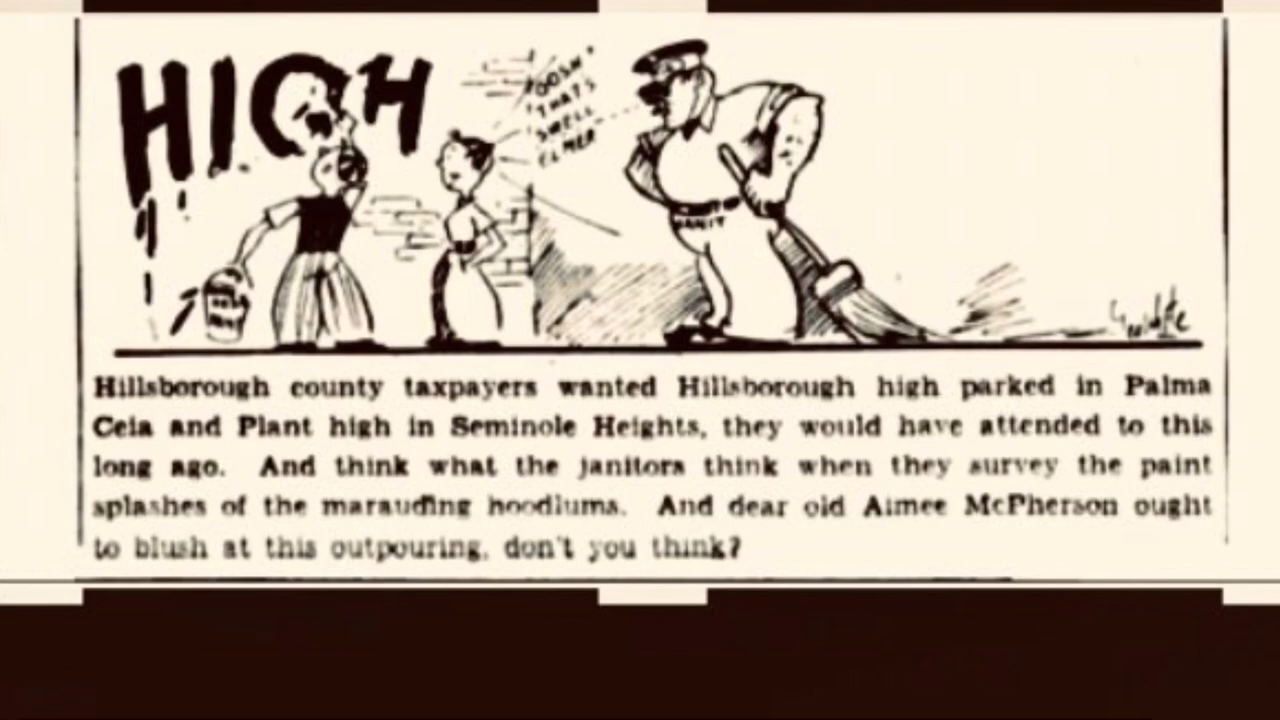 HIGH
GOSH
THAT'S
SWELL
ELMER
Hillsborough county taxpayers wanted Hillsborough high parked in Palma
Ceia and Plant high in Seminole Heights, they would have attended to this
long ago. And think what the janitors think when they survey the paint
splashes of the marauding hoodlums. And dear old Aimee McPherson ought
to blush at this outpouring, don't you think?